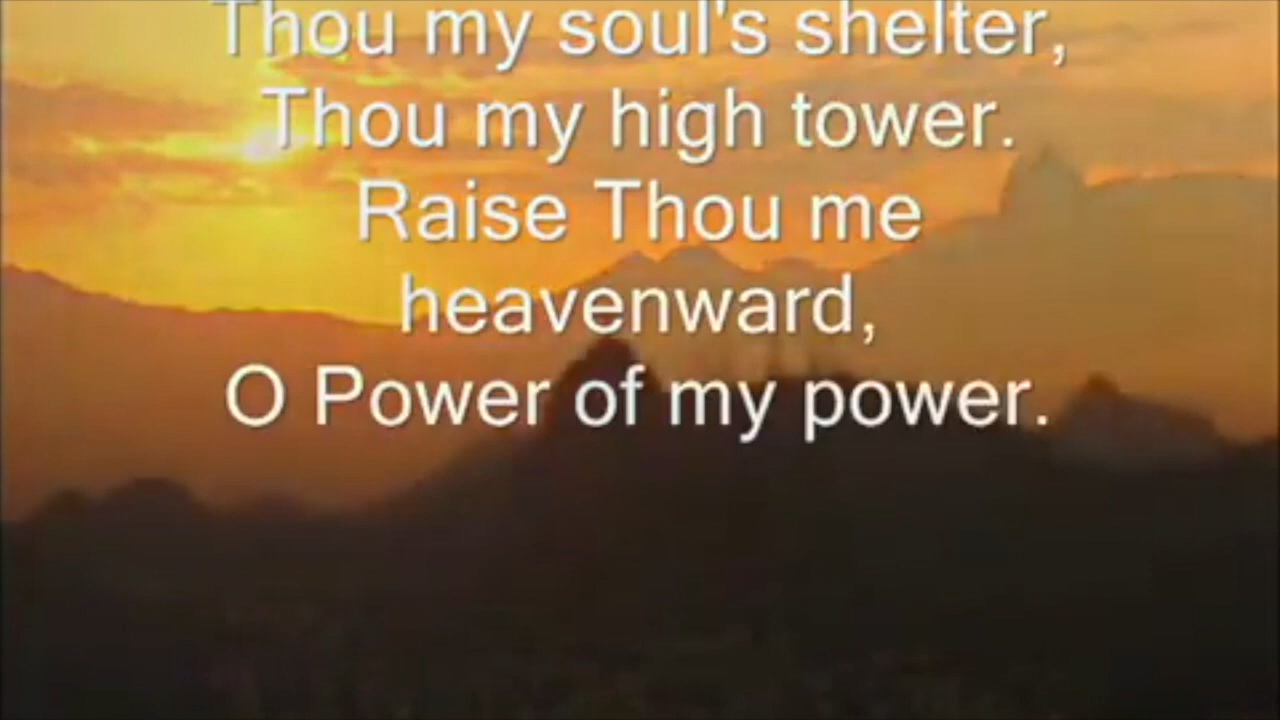 Thou my soul's shelter,
Thou my high tower.
Raise Thou me
heavenward,
O Power of my power.